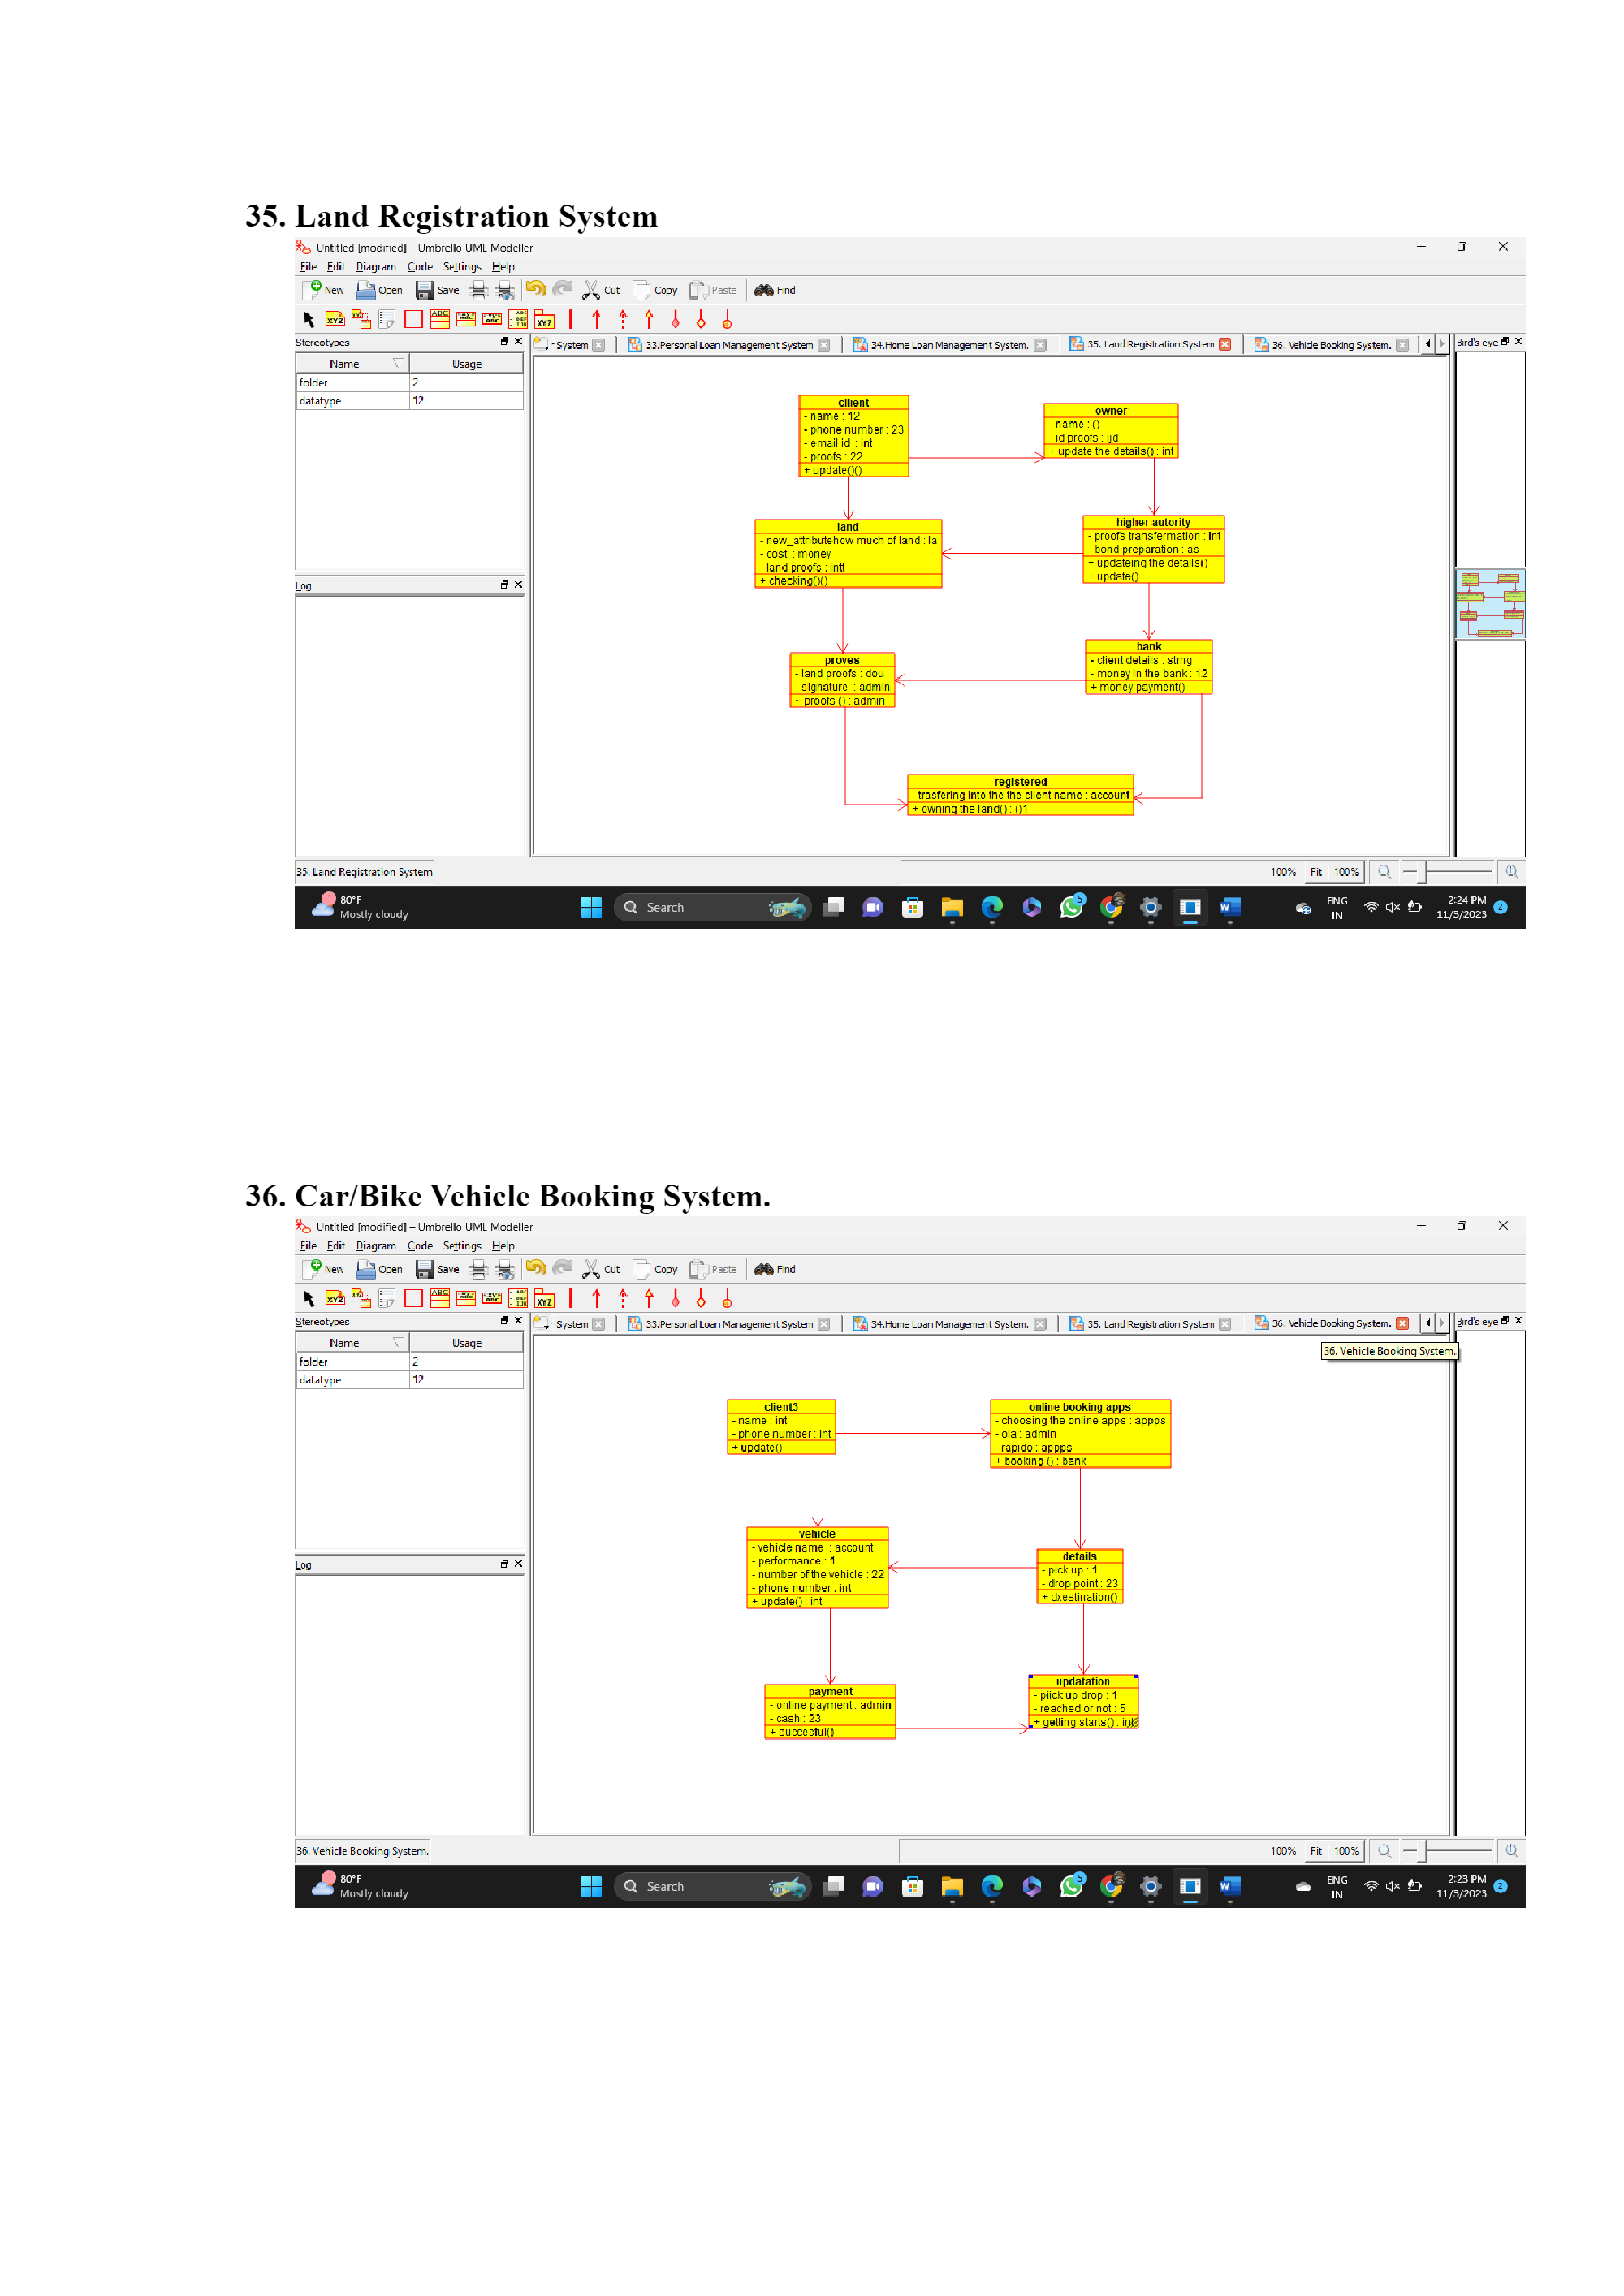 35. Land Registration System
Untitled [modified] – Umbrello UML Modeller
File Edit Diagram Code Settings Help
New Open Save Cut Copy Paste Find
Stereotypes
- System 33.Personal Loan Management System 34.Home Loan Management System. 35. Land Registration System 36. Vehicle Booking System. Bird's eye
Name Usage
folder 2
datatype 12
Log
cllient
- name : 12
- phone number : 23
- email id : int
- proofs : 22
+ update()()
owner
- name : ()
- id proofs : ijd
+ update the details() : int
land
- new_attributehow much of land : la
- cost: : money
- land proofs : intt
+ checking()()
higher autority
- proofs transfermation : int
- bond preparation : as
+ updateing the details()
+ update()
proves
- land proofs : dou
- signature : admin
~ proofs () : admin
bank
- client details : strng
- money in the bank : 12
+ money payment()
registered
- trasfering into the the client name : account
+ owning the land() : ()1
35. Land Registration System
100% Fit 100%
1 80°F
Mostly cloudy
Search
5
ENG
IN
2:24 PM
11/3/2023
2
36. Car/Bike Vehicle Booking System.
Untitled [modified] – Umbrello UML Modeller
File Edit Diagram Code Settings Help
New Open Save Cut Copy Paste Find
Stereotypes
- System 33.Personal Loan Management System 34.Home Loan Management System. 35. Land Registration System 36. Vehicle Booking System. Bird's eye
36. Vehicle Booking System.
Name Usage
folder 2
datatype 12
Log
client3
- name : int
- phone number : int
+ update()
online booking apps
- choosing the online apps : appps
- ola : admin
- rapido : appps
+ booking () : bank
vehicle
- vehicle name : account
- performance : 1
- number of the vehicle : 22
- phone number : int
+ update() : int
details
- pick up : 1
- drop point : 23
+ dxestination()
payment
- online payment : admin
- cash : 23
+ succesful()
updatation
- piick up drop : 1
- reached or not : 5
+ getting starts() : int
36. Vehicle Booking System.
100% Fit 100%
1 80°F
Mostly cloudy
Search
5
ENG
IN
2:23 PM
11/3/2023
2